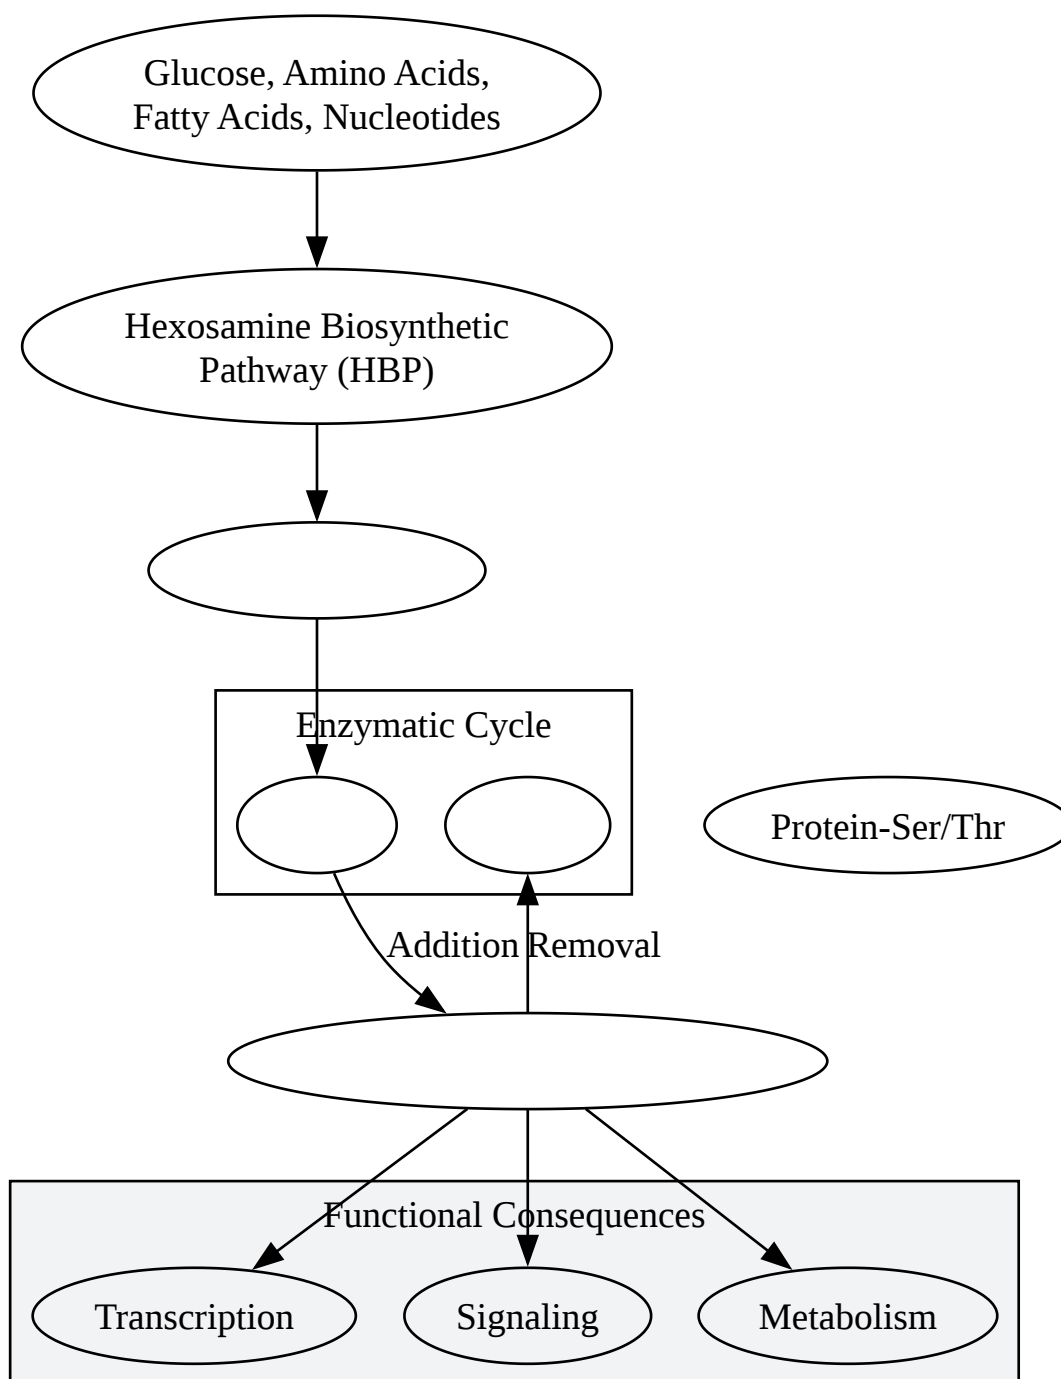 Glucose, Amino Acids,
Fatty Acids, Nucleotides
Hexosamine Biosynthetic
Pathway (HBP)
Enzymatic Cycle
Protein-Ser/Thr
Addition
Removal
Functional Consequences
Transcription
Signaling
Metabolism